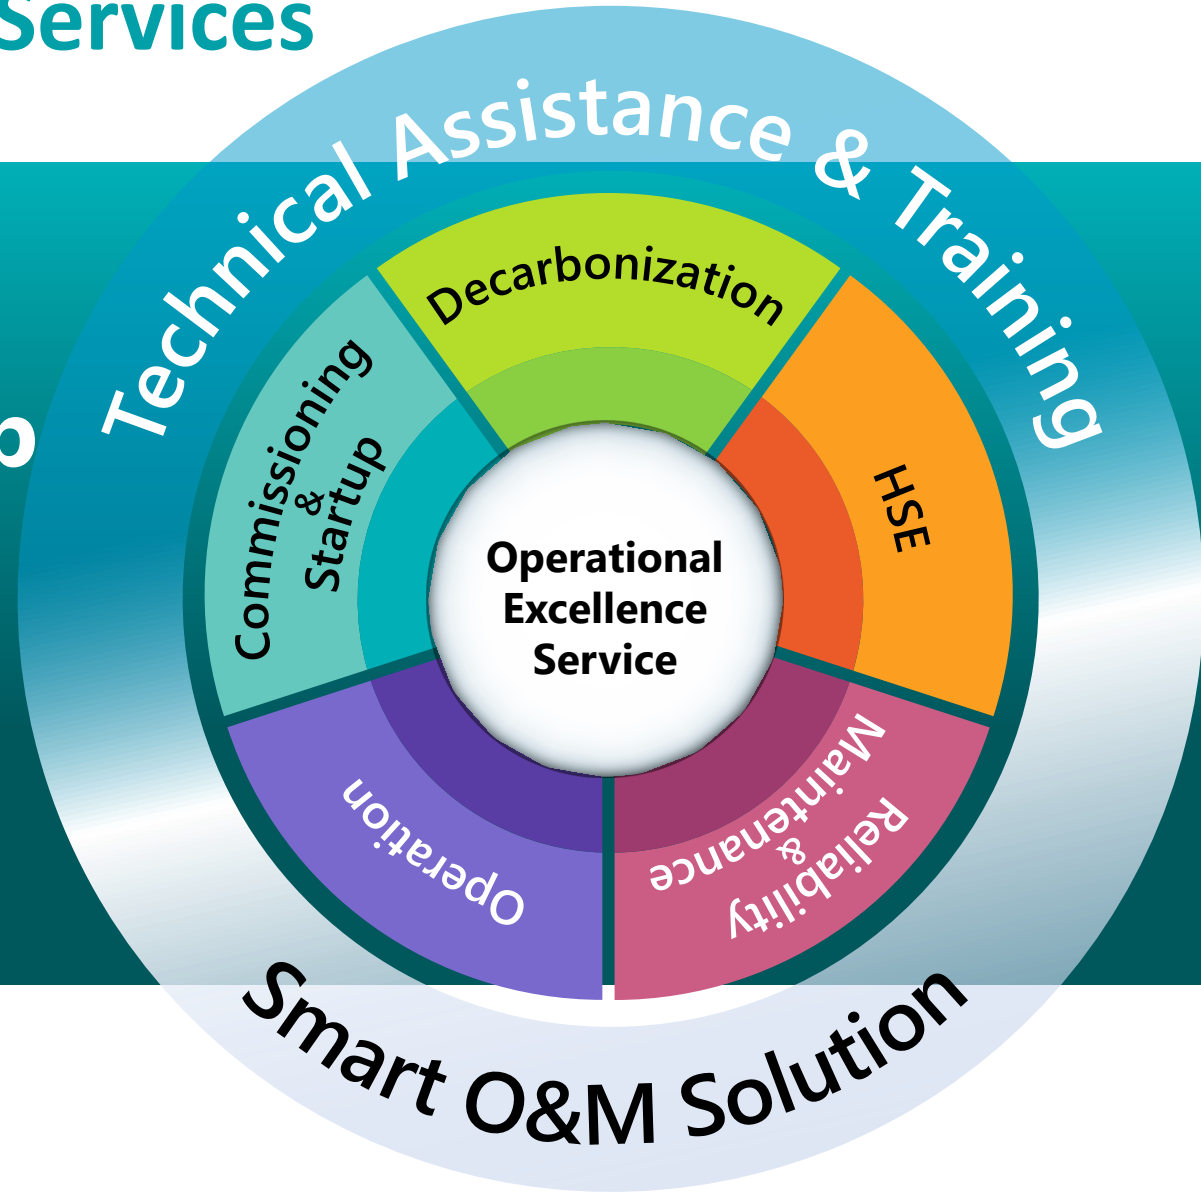 Services
Technical Assistance & Training
Decarbonization
HSE
Reliability
&
Maintenance
Operation
Commissioning
&
Startup
Operational
Excellence
Service
Smart O&M Solution